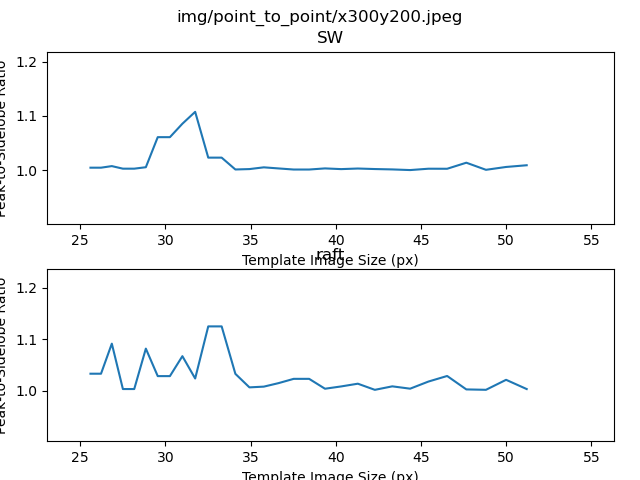 img/point_to_point/x300y200.jpeg
SW
Peak-to-Sidelobe Ratio
1.2
1.1
1.0
25 30 35 40 45 50 55
Template Image Size (px)
raft
Peak-to-Sidelobe Ratio
1.2
1.1
1.0
25 30 35 40 45 50 55
Template Image Size (px)